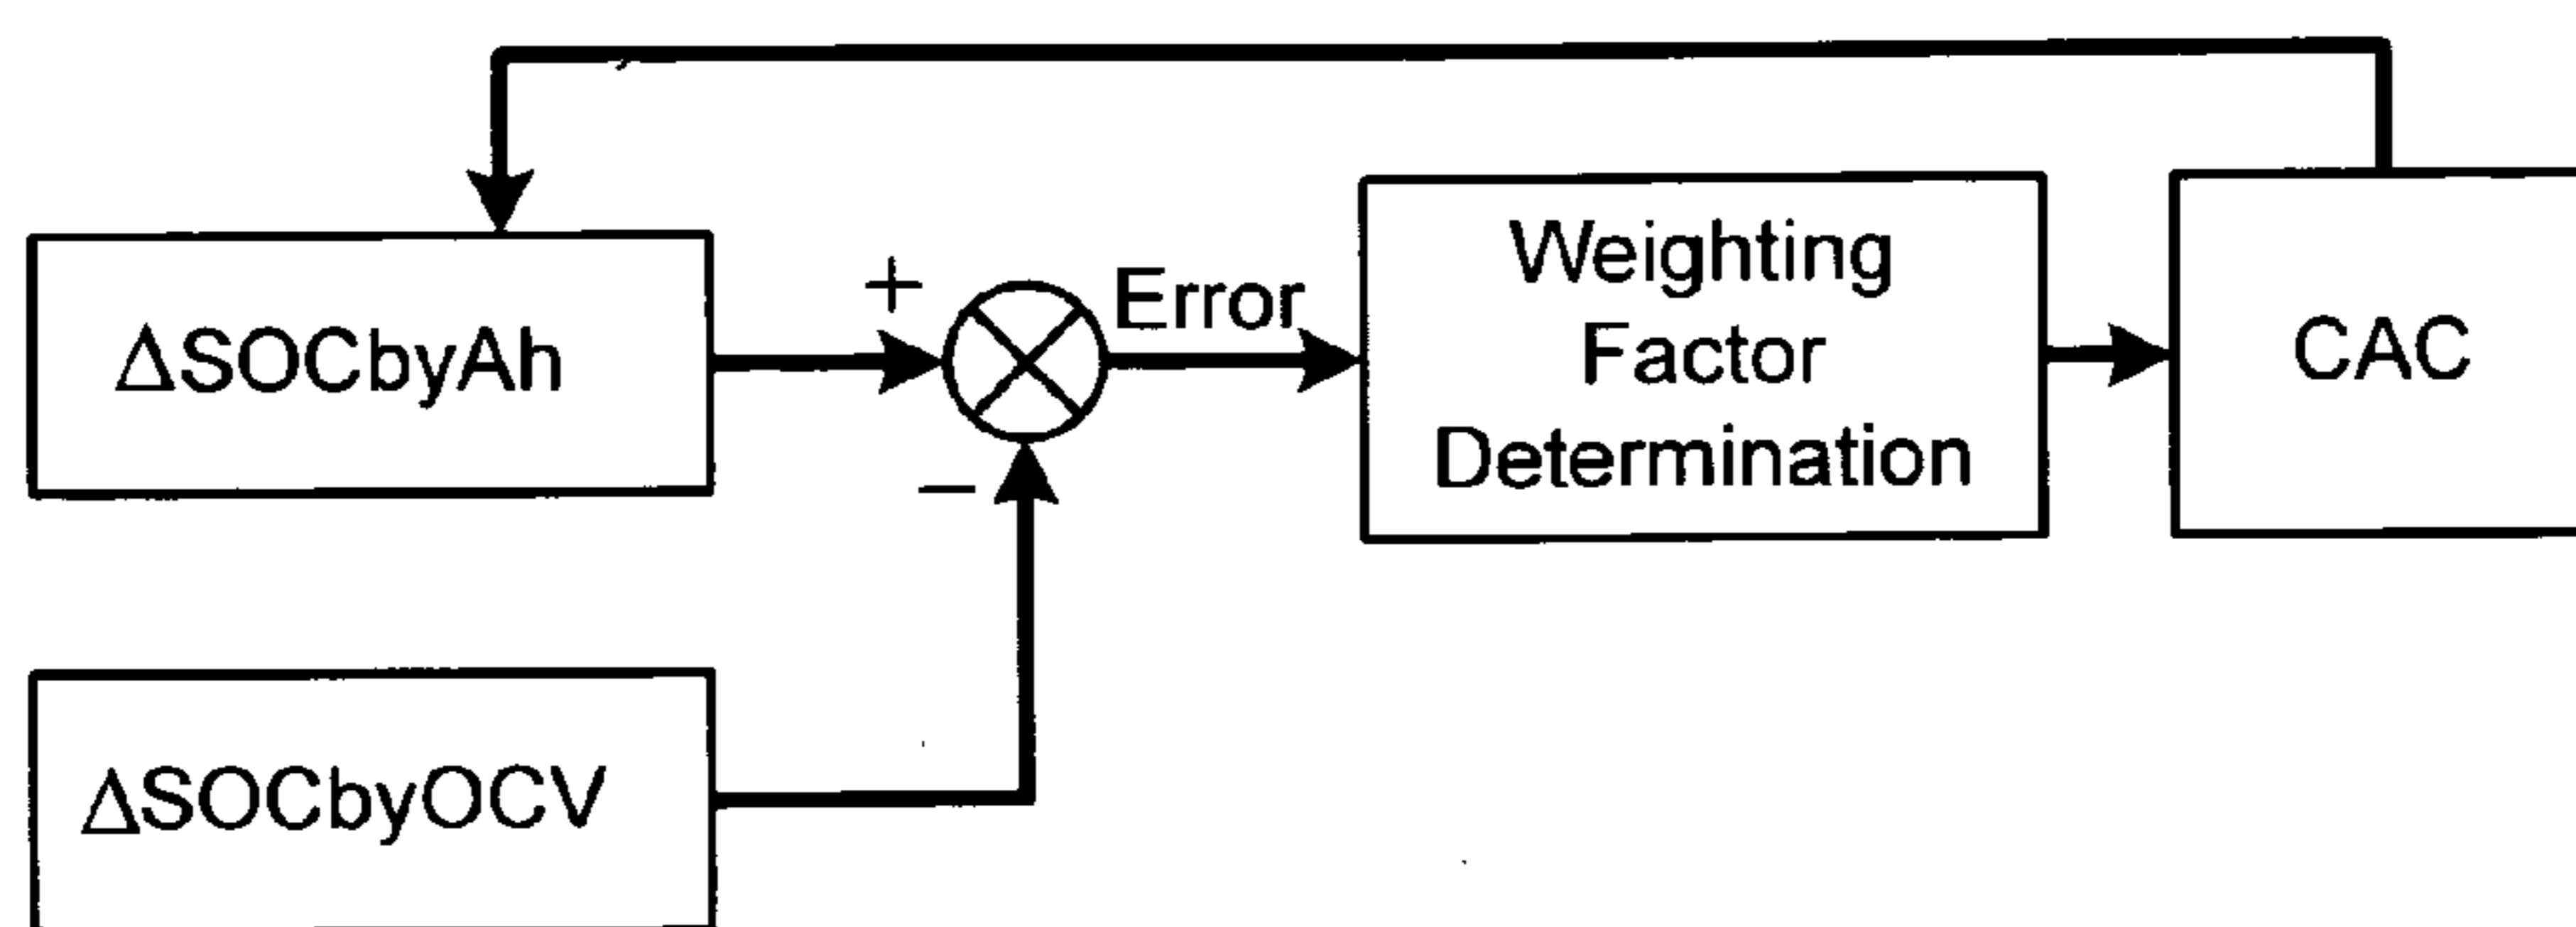 ΔSOCbyAh
+
Error
Weighting
Factor
Determination
CAC
−
ΔSOCbyOCV